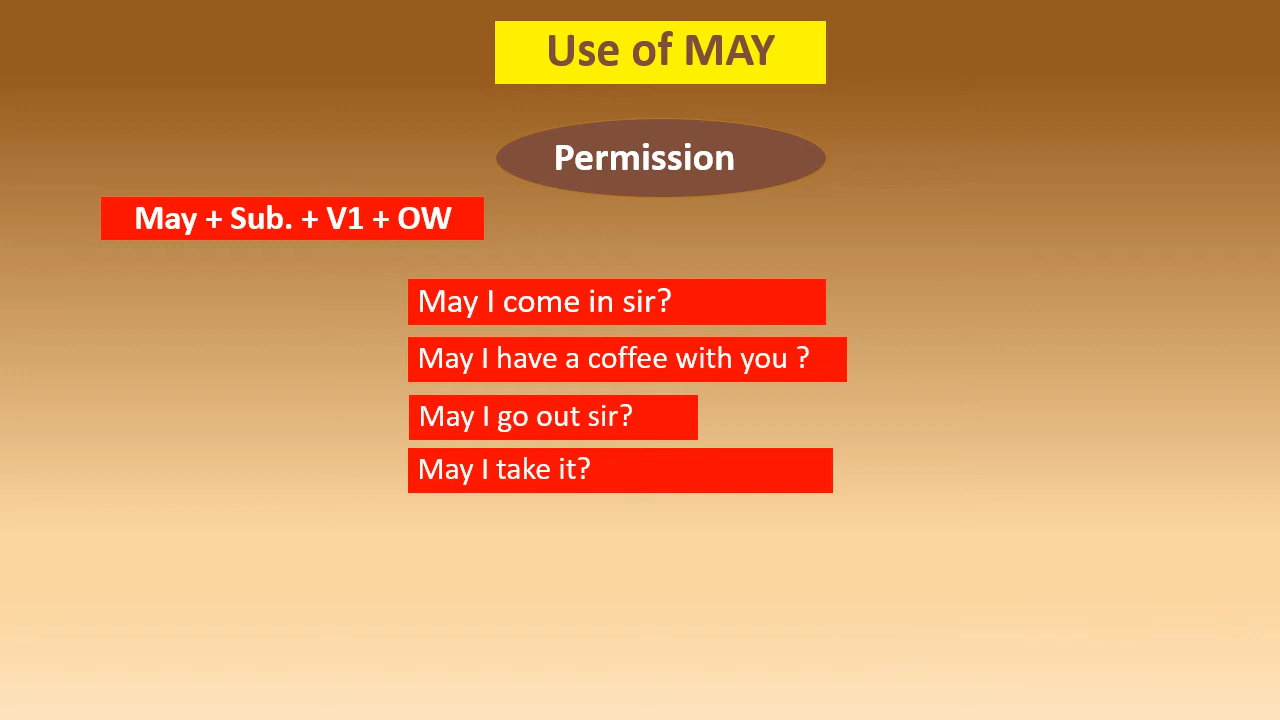 Use of MAY
Permission
May + Sub. + V1 + OW
May I come in sir?
May I have a coffee with you ?
May I go out sir?
May I take it?